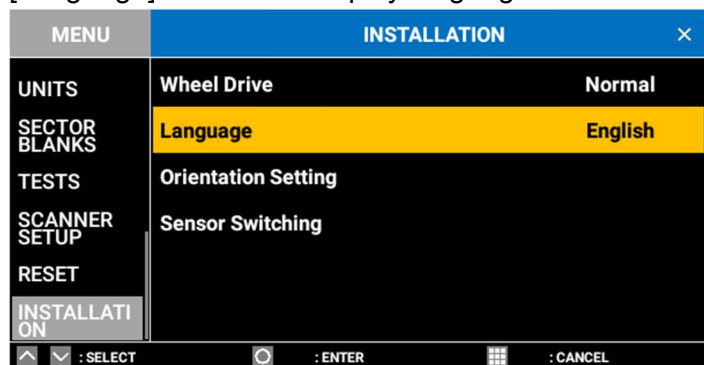 MENU
INSTALLATION
×
UNITS
SECTOR
BLANKS
TESTS
SCANNER
SETUP
RESET
INSTALLATI
ON
Wheel Drive Normal
Language English
Orientation Setting
Sensor Switching
: SELECT : ENTER : CANCEL